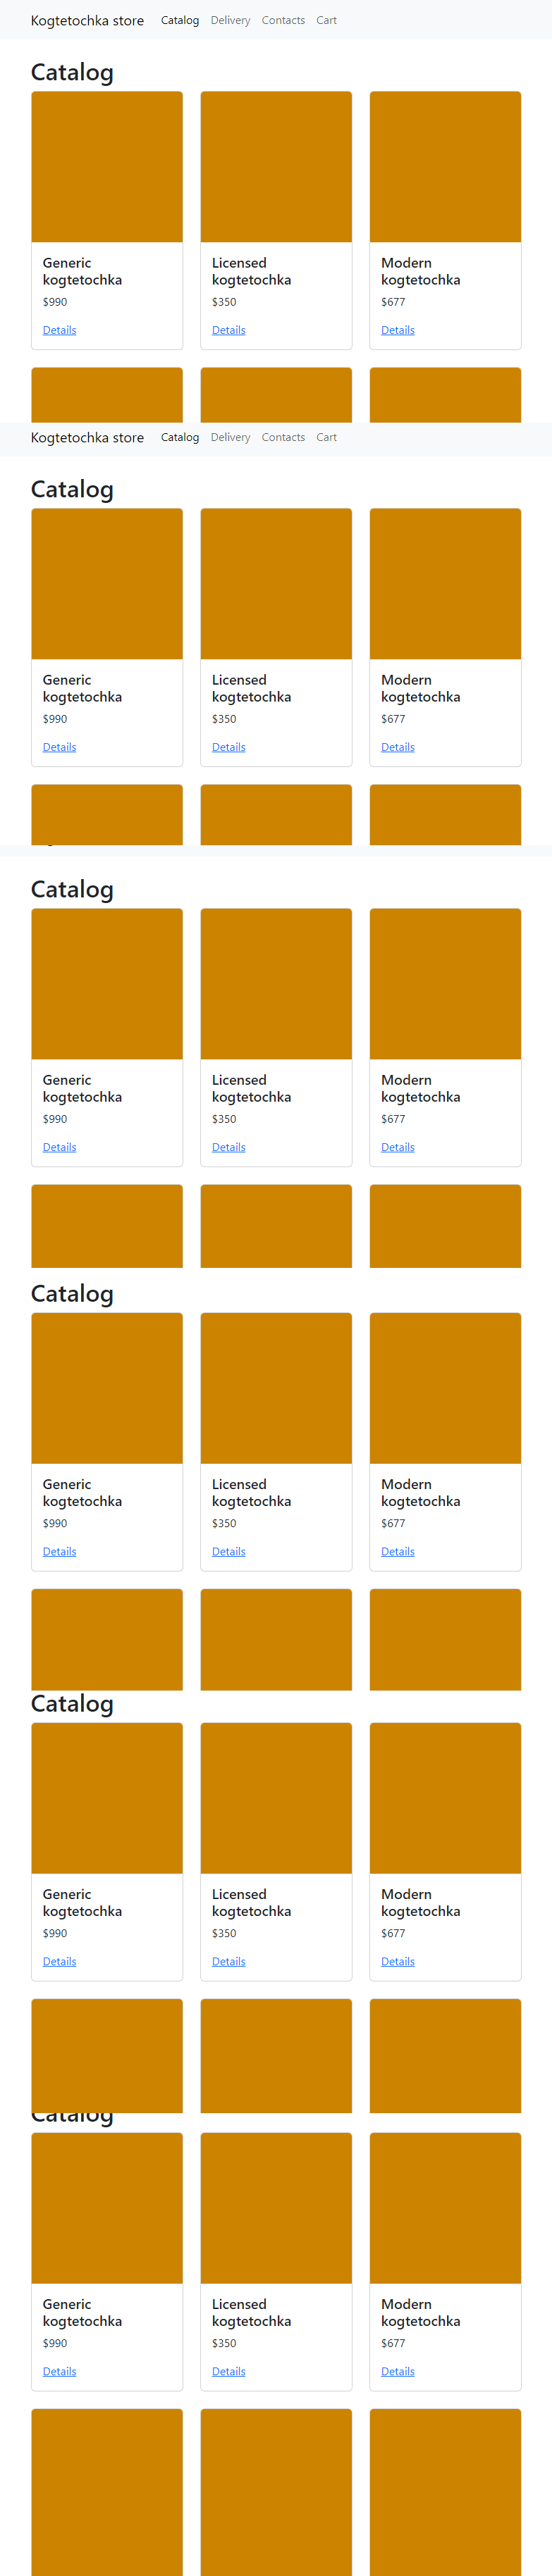 Kogtetochka store Catalog Delivery Contacts Cart
Catalog
Generic kogtetochka
$990
Details
Licensed kogtetochka
$350
Details
Modern kogtetochka
$677
Details
Kogtetochka store Catalog Delivery Contacts Cart
Catalog
Generic kogtetochka
$990
Details
Licensed kogtetochka
$350
Details
Modern kogtetochka
$677
Details
Catalog
Generic kogtetochka
$990
Details
Licensed kogtetochka
$350
Details
Modern kogtetochka
$677
Details
Catalog
Generic kogtetochka
$990
Details
Licensed kogtetochka
$350
Details
Modern kogtetochka
$677
Details
Catalog
Generic kogtetochka
$990
Details
Licensed kogtetochka
$350
Details
Modern kogtetochka
$677
Details
Catalog
Generic kogtetochka
$990
Details
Licensed kogtetochka
$350
Details
Modern kogtetochka
$677
Details